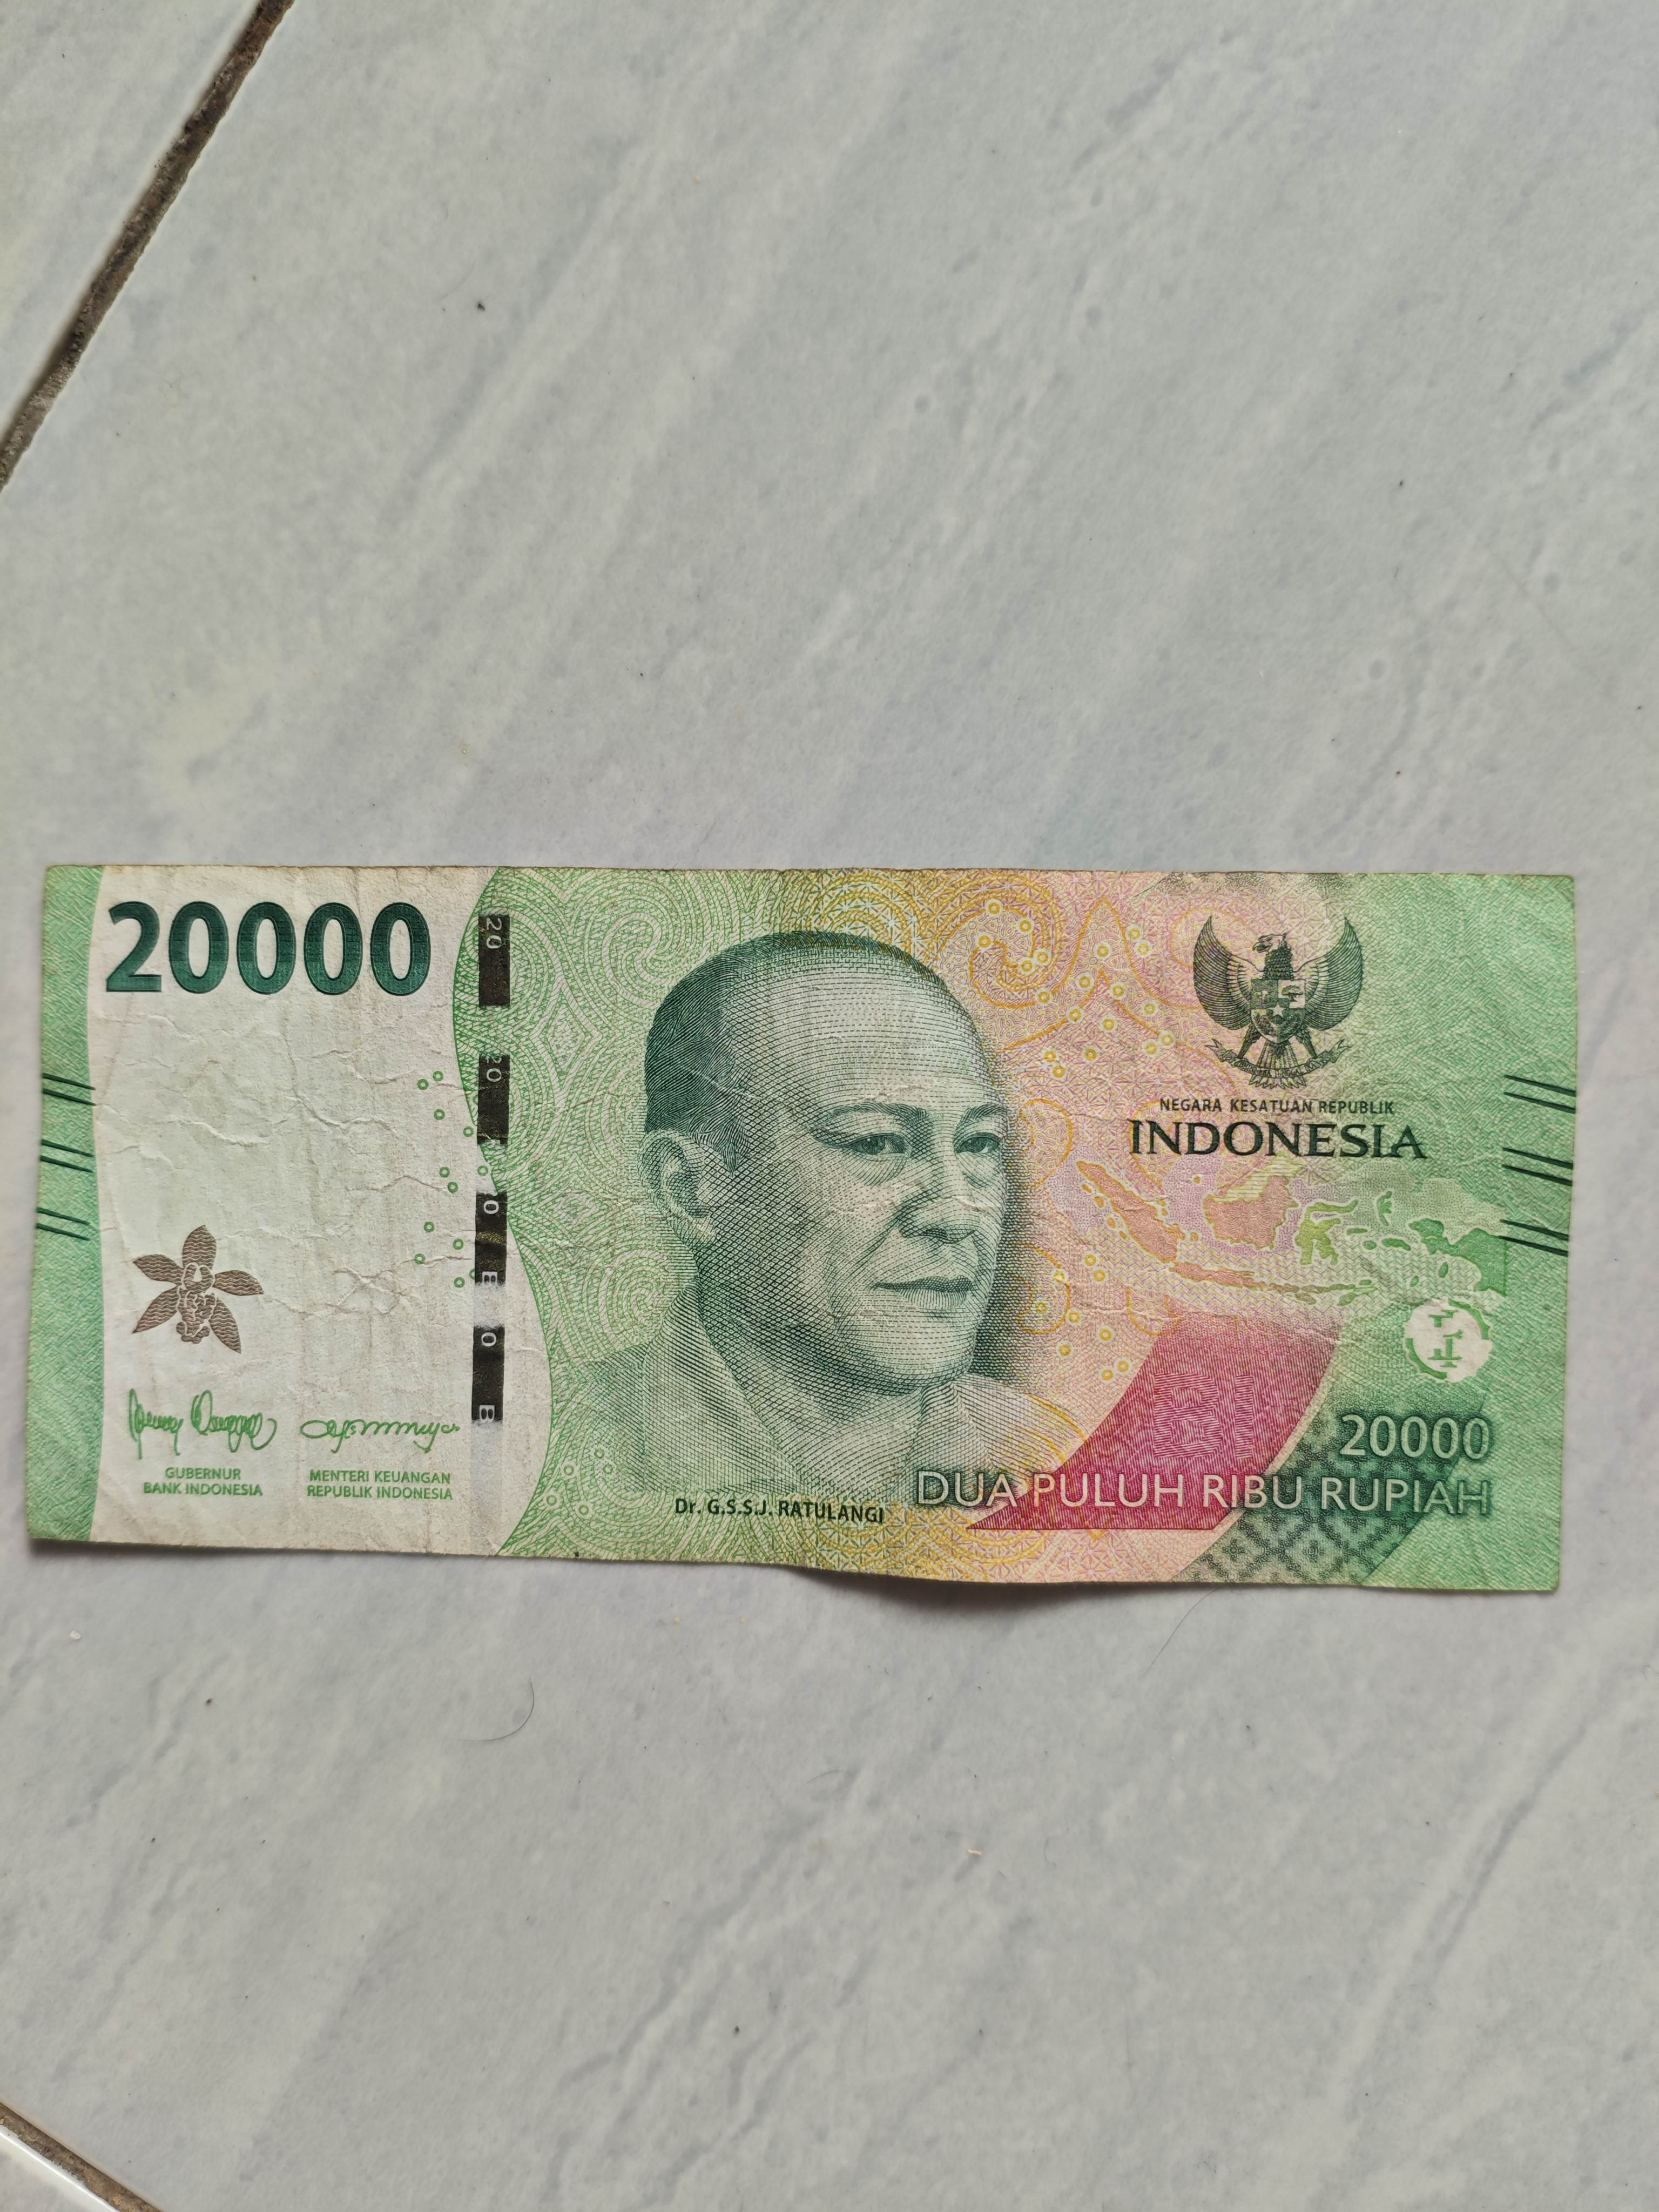 20000
NEGARA KESATUAN REPUBLIK
INDONESIA
GUBERNUR
BANK INDONESIA
MENTERI KEUANGAN
REPUBLIK INDONESIA
Dr. G.S.S.J. RATULANGI
20000
DUA PULUH RIBU RUPIAH